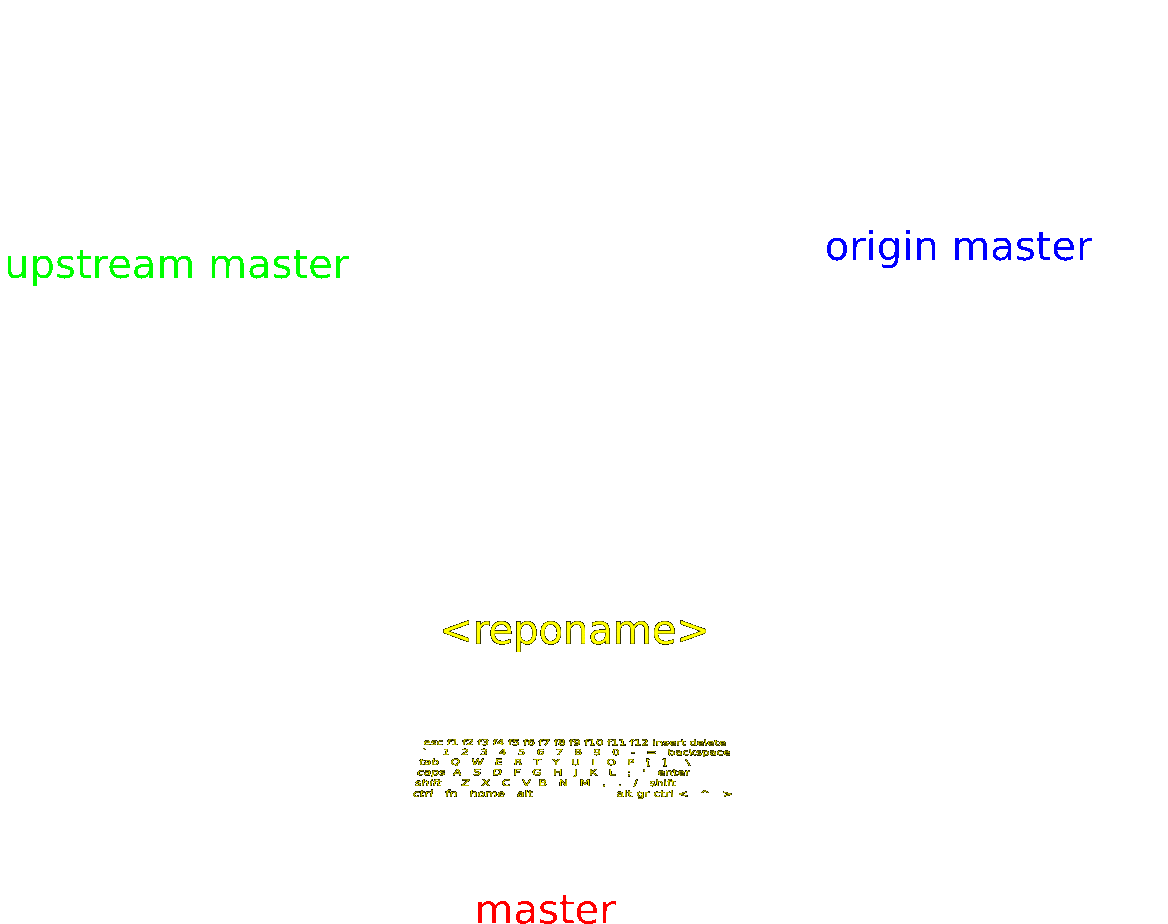 origin master
upstream master
<reponame>
esc f1 f2 f3 f4 f5 f6 f7 f8 f9 f10 f11 f12 insert delete
` 1 2 3 4 5 6 7 8 9 0 - = backspace
tab Q W E R T Y U I O P [ ] \
caps A S D F G H J K L ; ' enter
shift Z X C V B N M , . / shift
ctrl fn home alt alt gr ctrl < ^ >
master